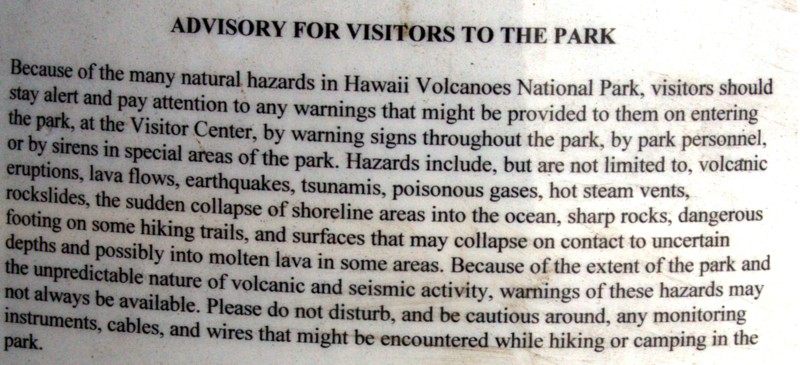 ADVISORY FOR VISITORS TO THE PARK
Because of the many natural hazards in Hawaii Volcanoes National Park, visitors should
stay alert and pay attention to any warnings that might be provided to them on entering
the park, at the Visitor Center, by warning signs throughout the park, by park personnel,
or by sirens in special areas of the park. Hazards include, but are not limited to, volcanic
eruptions, lava flows, earthquakes, tsunamis, poisonous gases, hot steam vents,
rockslides, the sudden collapse of shoreline areas into the ocean, sharp rocks, dangerous
footing on some hiking trails, and surfaces that may collapse on contact to uncertain
depths and possibly into molten lava in some areas. Because of the extent of the park and
the unpredictable nature of volcanic and seismic activity, warnings of these hazards may
not always be available. Please do not disturb, and be cautious around, any monitoring
instruments, cables, and wires that might be encountered while hiking or camping in the
park.